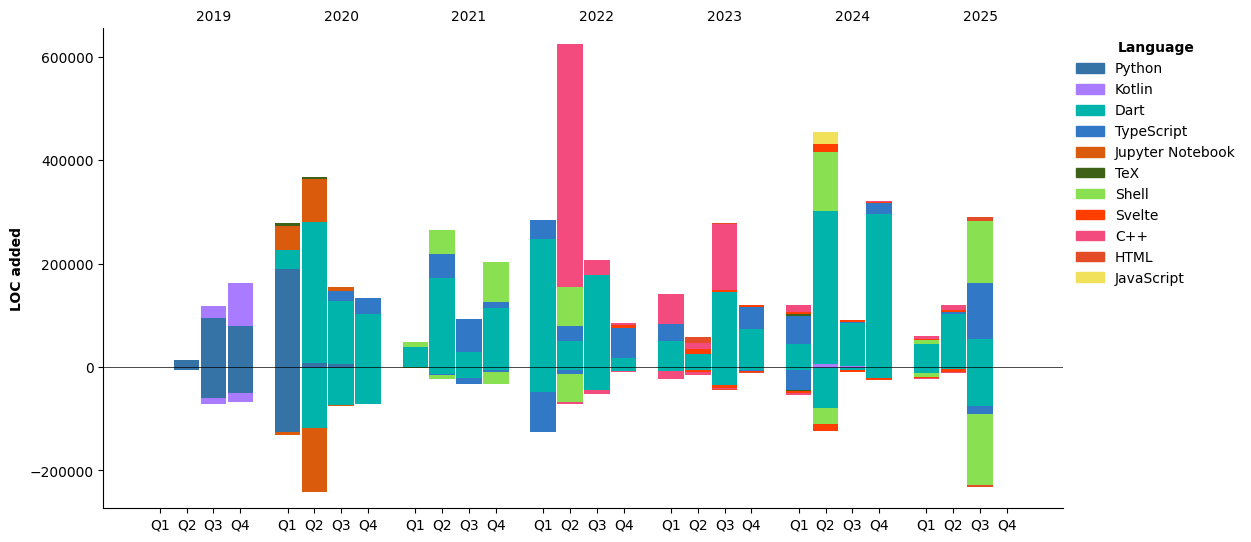 2019 2020 2021 2022 2023 2024 2025
LOC added
600000
400000
200000
0
−200000
Q1 Q2 Q3 Q4 Q1 Q2 Q3 Q4 Q1 Q2 Q3 Q4 Q1 Q2 Q3 Q4 Q1 Q2 Q3 Q4 Q1 Q2 Q3 Q4 Q1 Q2 Q3 Q4
Language
Python
Kotlin
Dart
TypeScript
Jupyter Notebook
TeX
Shell
Svelte
C++
HTML
JavaScript